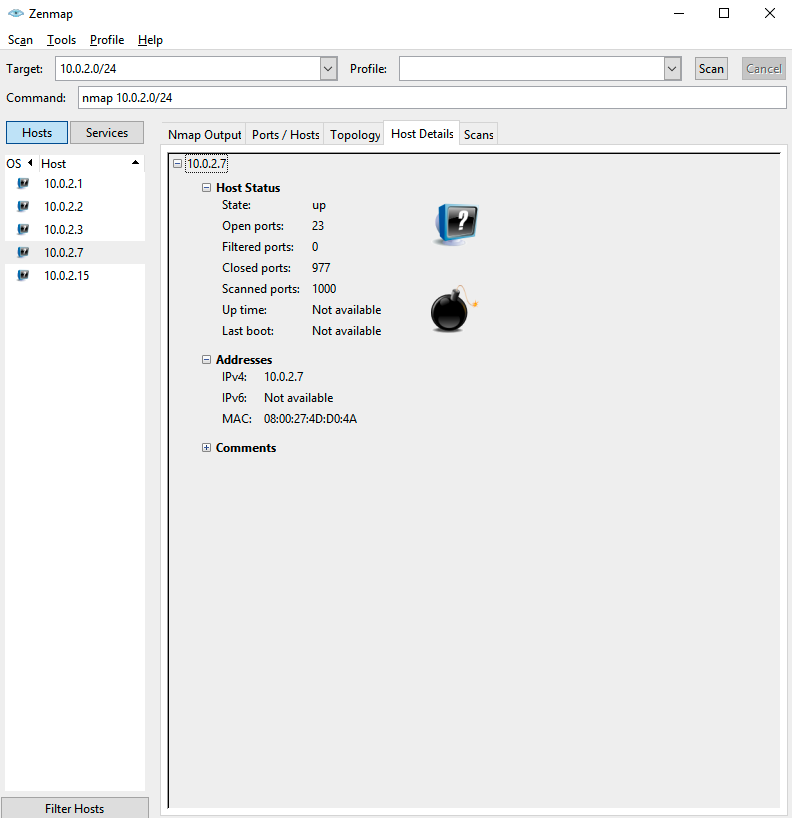 Zenmap
Scan Tools Profile Help
Target: 10.0.2.0/24 Profile: Scan Cancel
Command: nmap 10.0.2.0/24
Hosts Services
Nmap Output Ports / Hosts Topology Host Details Scans
OS Host
10.0.2.1
10.0.2.2
10.0.2.3
10.0.2.7
10.0.2.15
10.0.2.7
Host Status
State: up
Open ports: 23
Filtered ports: 0
Closed ports: 977
Scanned ports: 1000
Up time: Not available
Last boot: Not available
?
Addresses
IPv4: 10.0.2.7
IPv6: Not available
MAC: 08:00:27:4D:D0:4A
Comments
Filter Hosts